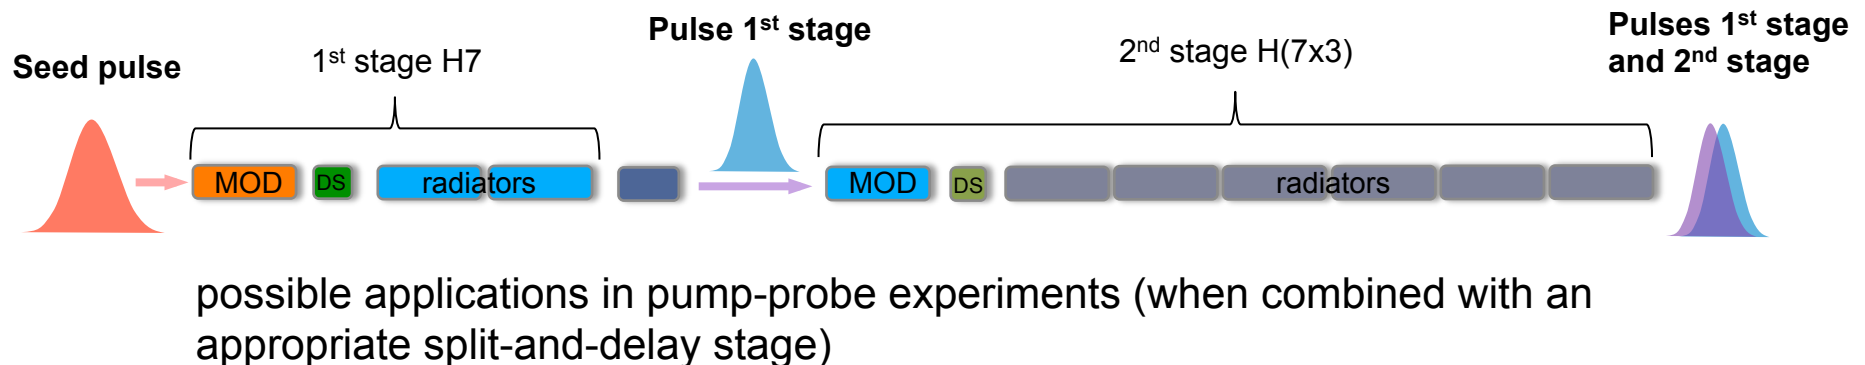 Seed pulse
1st stage H7
Pulse 1st stage
2nd stage H(7x3)
Pulses 1st stage
and 2nd stage
MOD
DS
radiators
MOD
DS
radiators
possible applications in pump-probe experiments (when combined with an
appropriate split-and-delay stage)